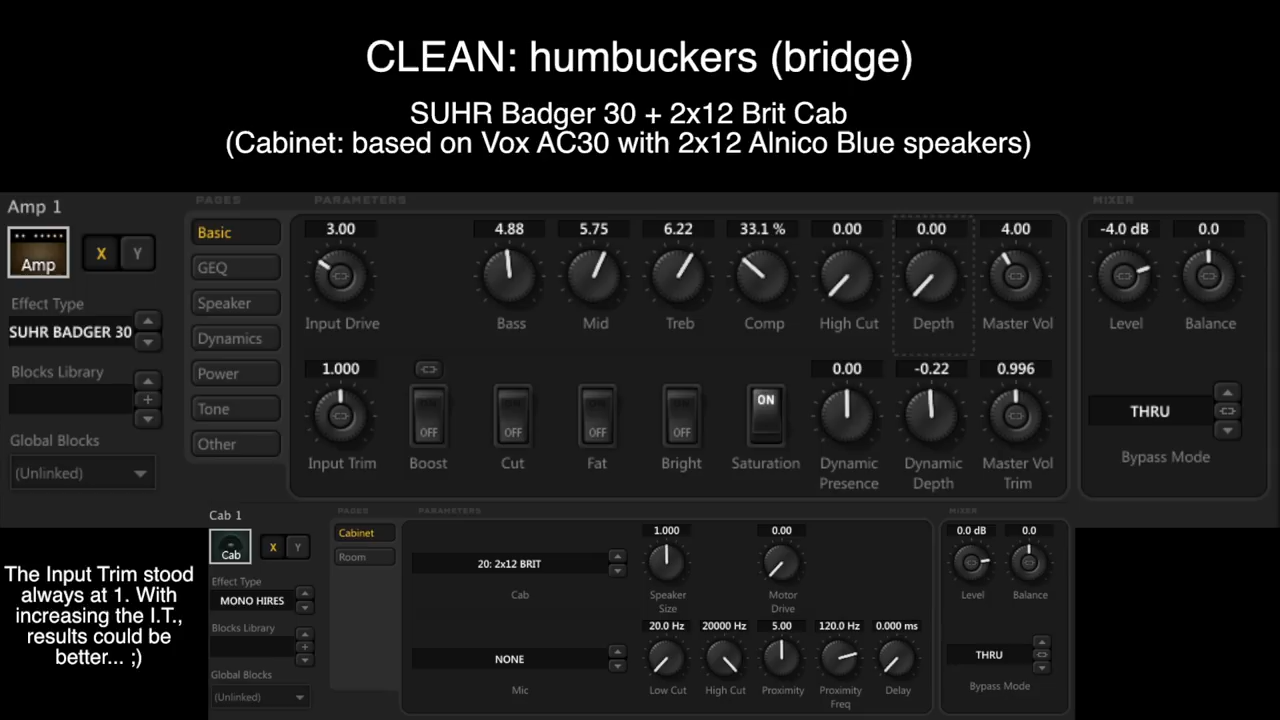 CLEAN: humbuckers (bridge)
SUHR Badger 30 + 2x12 Brit Cab
(Cabinet: based on Vox AC30 with 2x12 Alnico Blue speakers)
Amp 1
PAGES
PARAMETERS
MIXER
Amp
X Y
Effect Type
SUHR BADGER 30
Blocks Library
+
Global Blocks
(Unlinked)
Basic
GEQ
Speaker
Dynamics
Power
Tone
Other
3.00 4.88 5.75 6.22 33.1 % 0.00 0.00 4.00
Input Drive Bass Mid Treb Comp High Cut Depth Master Vol
1.000 0.00 -0.22 0.996
OFF OFF OFF OFF ON
Input Trim Boost Cut Fat Bright Saturation Dynamic Presence Dynamic Depth Master Vol Trim
-4.0 dB 0.0
Level Balance
THRU
Bypass Mode
The Input Trim stood
always at 1. With
increasing the I.T.,
results could be
better... ;)
Cab 1
PAGES
PARAMETERS
MIXER
Cab
X Y
Effect Type
MONO HIRES
Blocks Library
+
Global Blocks
(Unlinked)
Cabinet
Room
20: 2x12 BRIT
Cab
NONE
Mic
1.000 0.00
Speaker Size Motor Drive
20.0 Hz 20000 Hz 5.00 120.0 Hz 0.000 ms
Low Cut High Cut Proximity Proximity Freq Delay
0.0 dB 0.0
Level Balance
THRU
Bypass Mode